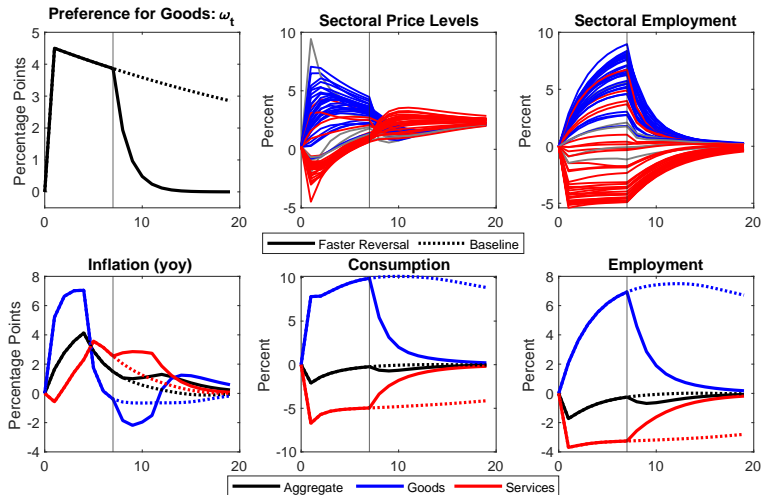 Preference for Goods: ω_t
Sectoral Price Levels
Sectoral Employment
Percentage Points
5
4
3
2
1
0
0 10 20
Percent
10
5
0
-5
0 10 20
Percent
10
5
0
-5
0 10 20
Faster Reversal Baseline
Inflation (yoy)
Consumption
Employment
Percentage Points
8
6
4
2
0
-2
-4
0 10 20
Percent
10
5
0
-5
-10
0 10 20
Percent
8
6
4
2
0
-2
-4
0 10 20
Aggregate Goods Services